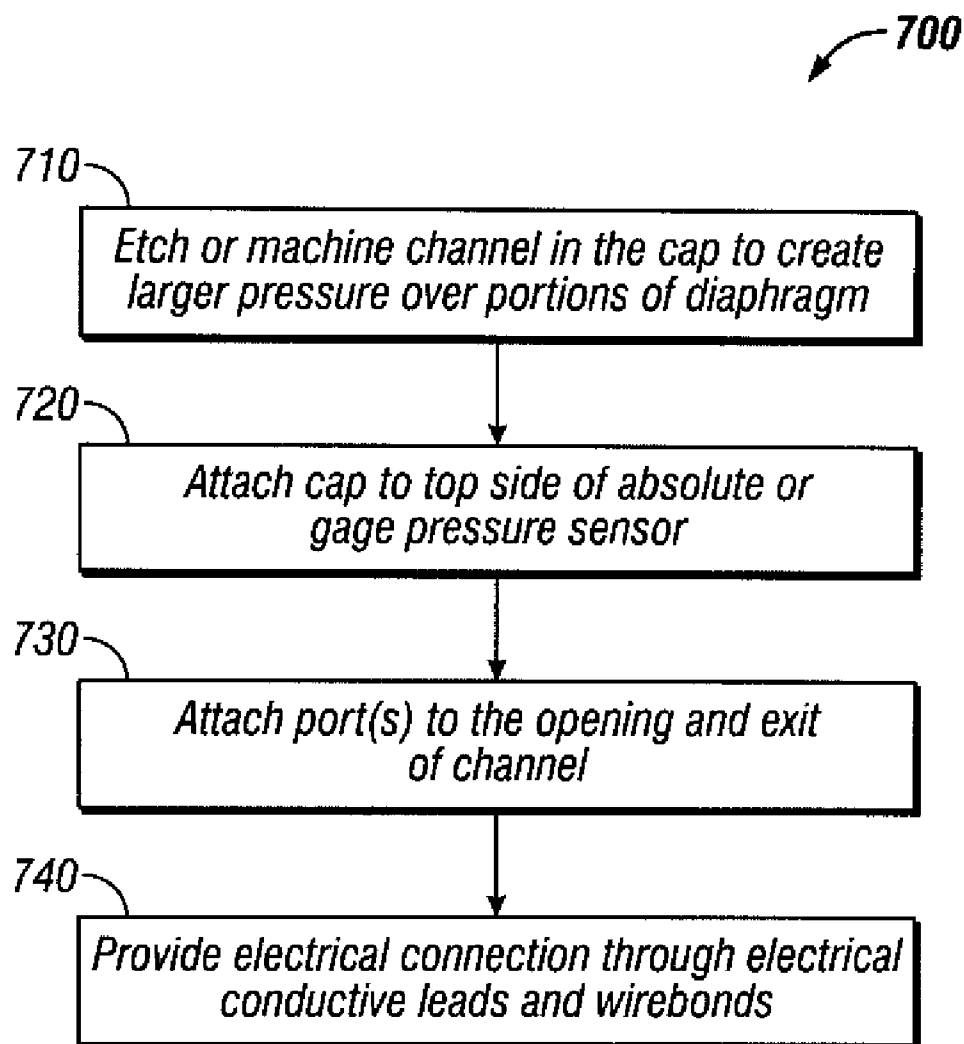 700
710
Etch or machine channel in the cap to create
larger pressure over portions of diaphragm
720
Attach cap to top side of absolute or
gage pressure sensor
730
Attach port(s) to the opening and exit
of channel
740
Provide electrical connection through electrical
conductive leads and wirebonds